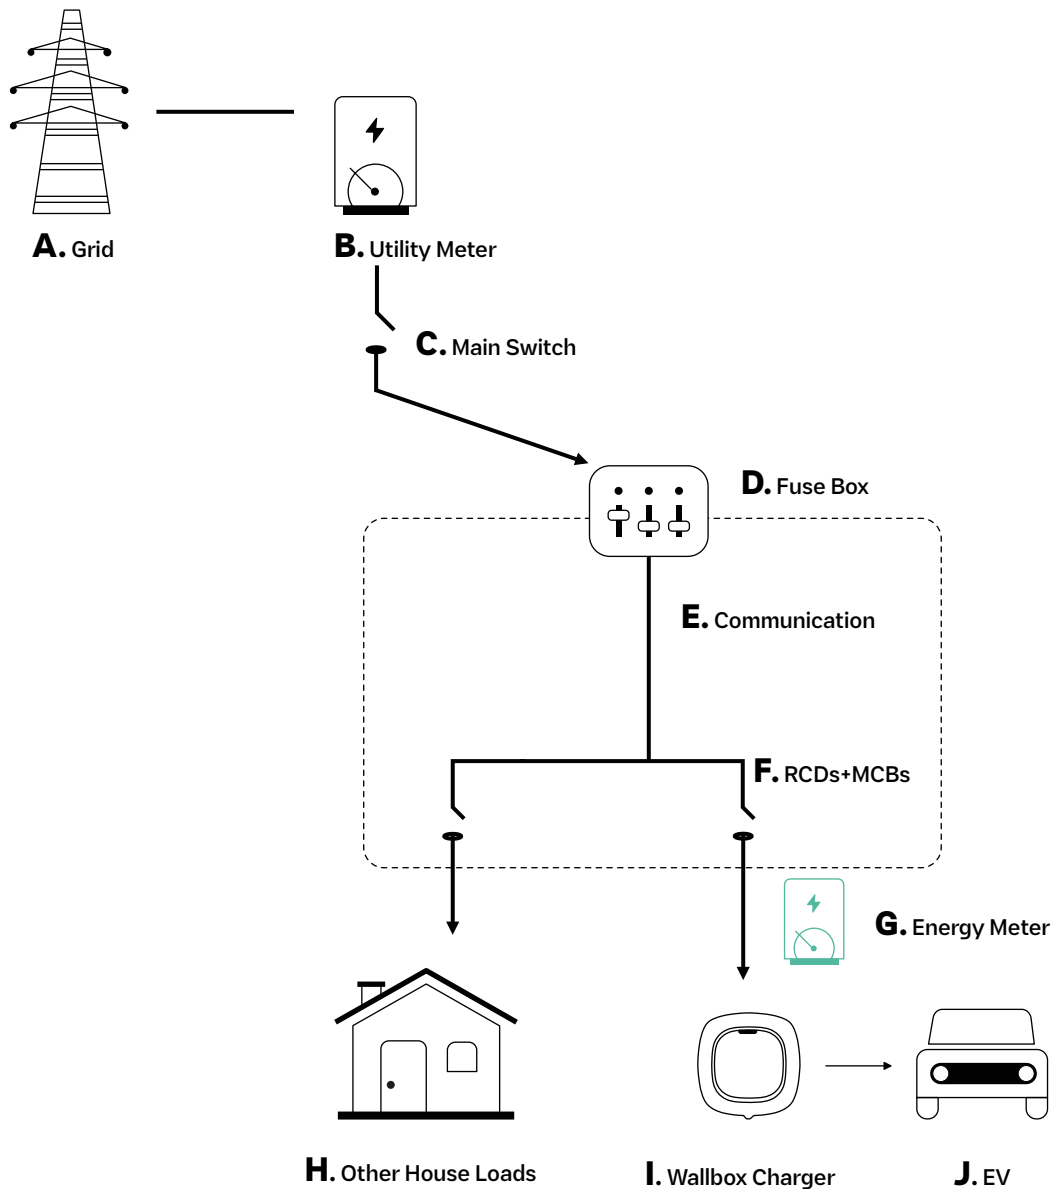 A. Grid
B. Utility Meter
C. Main Switch
D. Fuse Box
E. Communication
F. RCDs+MCBs
G. Energy Meter
H. Other House Loads
I. Wallbox Charger
J. EV